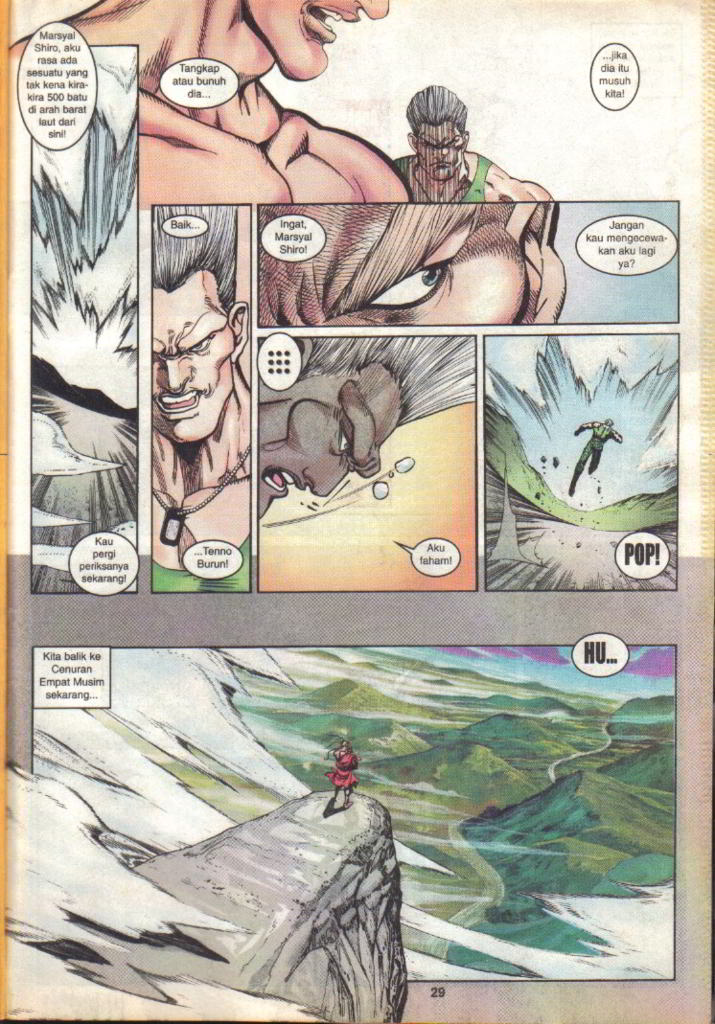 Marsyal
Shiro, aku
rasa ada
sesuatu yang
tak kena kira-
kira 500 batu
di arah barat
laut dari
sini!
Tangkap
atau bunuh
dia...
...jika
dia itu
musuh
kita!
Kau
pergi
periksanya
sekarang!
Baik...
...Tenno
Burun!
Ingat,
Marsyal
Shiro!
Jangan
kau mengecewa-
kan aku lagi
ya?
Aku
faham!
POP!
Kita balik ke
Cenuran
Empat Musim
sekarang...
HU...
29